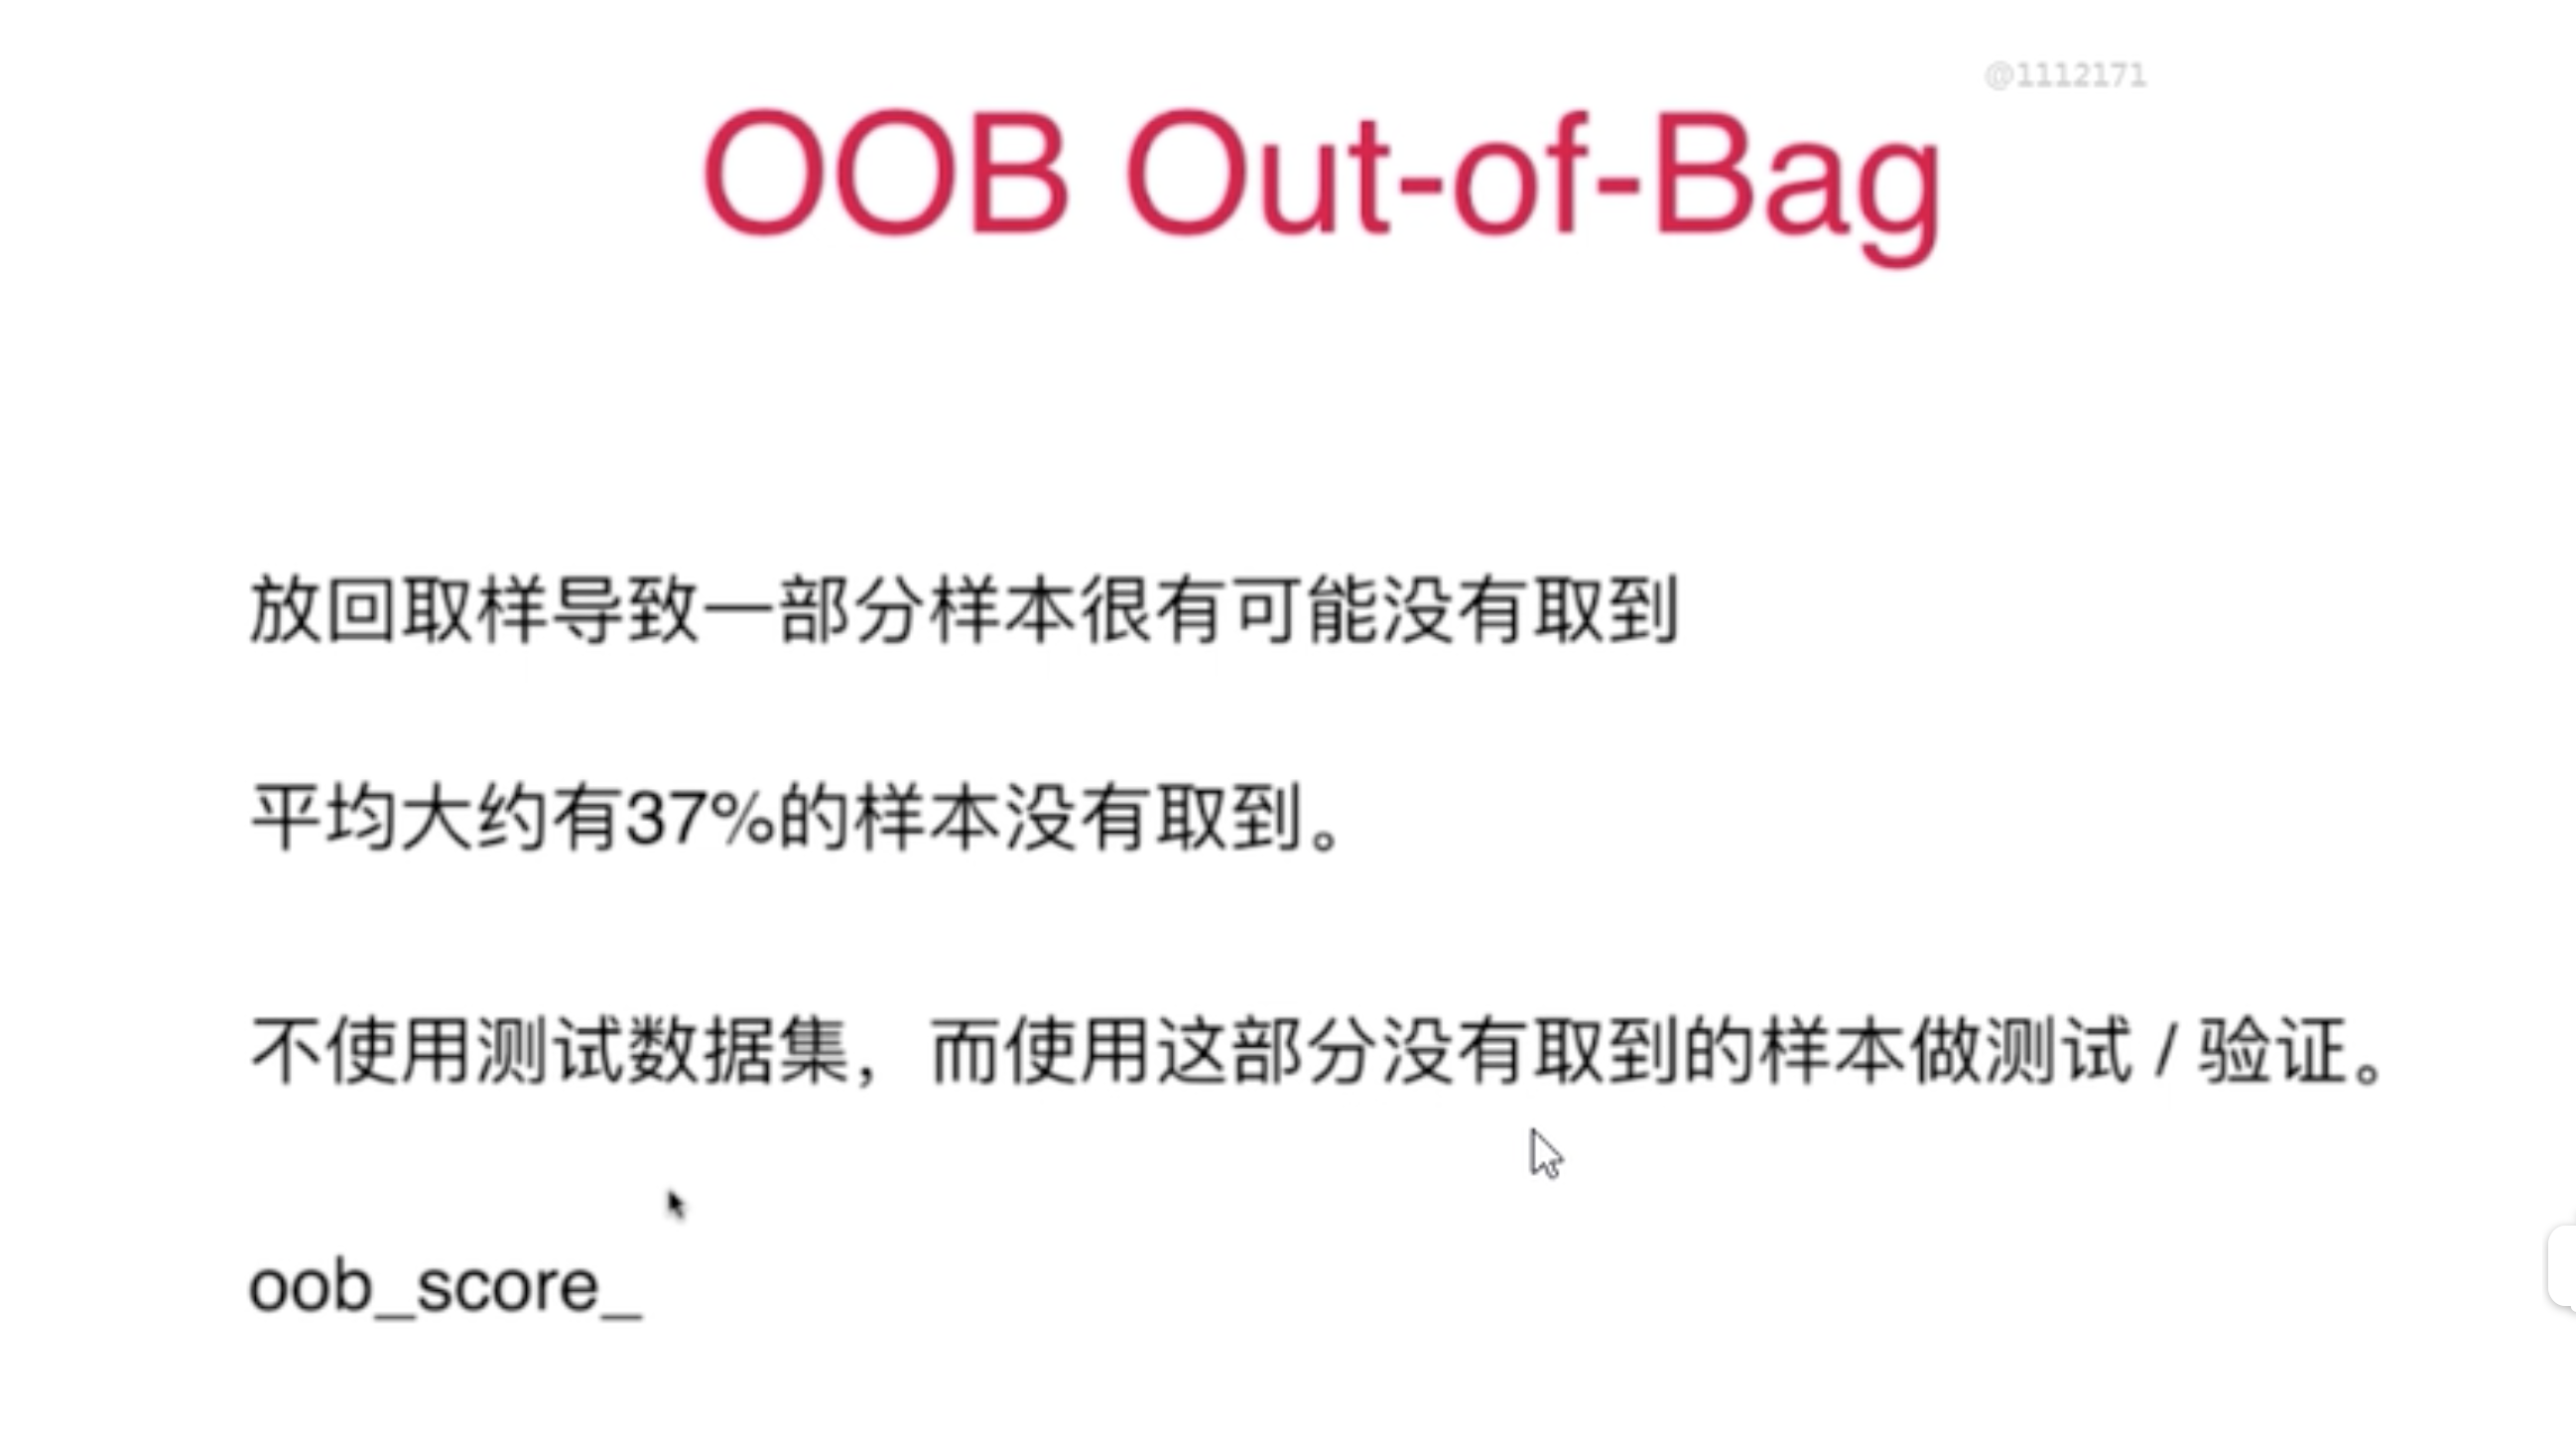 @1112171
OOB Out-of-Bag
放回取样导致一部分样本很有可能没有取到
平均大约有37%的样本没有取到。
不使用测试数据集，而使用这部分没有取到的样本做测试 / 验证。
oob_score_